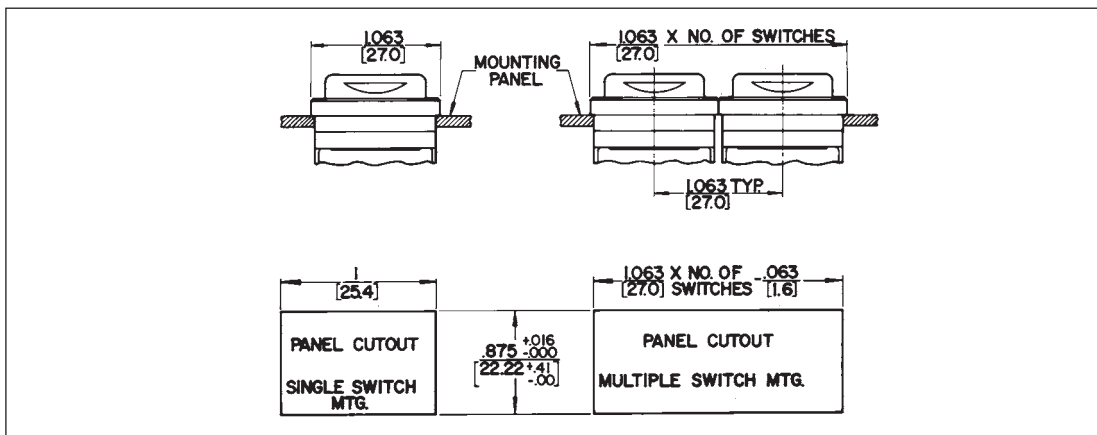 1.063
[27.0]
MOUNTING
PANEL
1.063 X NO. OF SWITCHES
[27.0]
1.063 TYP.
[27.0]
1
[25.4]
1.063 X NO. OF -.063
[27.0] SWITCHES [1.6]
PANEL CUTOUT
SINGLE SWITCH
MTG.
.875 +.016 -.000
[22.22 +.41 -.00]
PANEL CUTOUT
MULTIPLE SWITCH MTG.